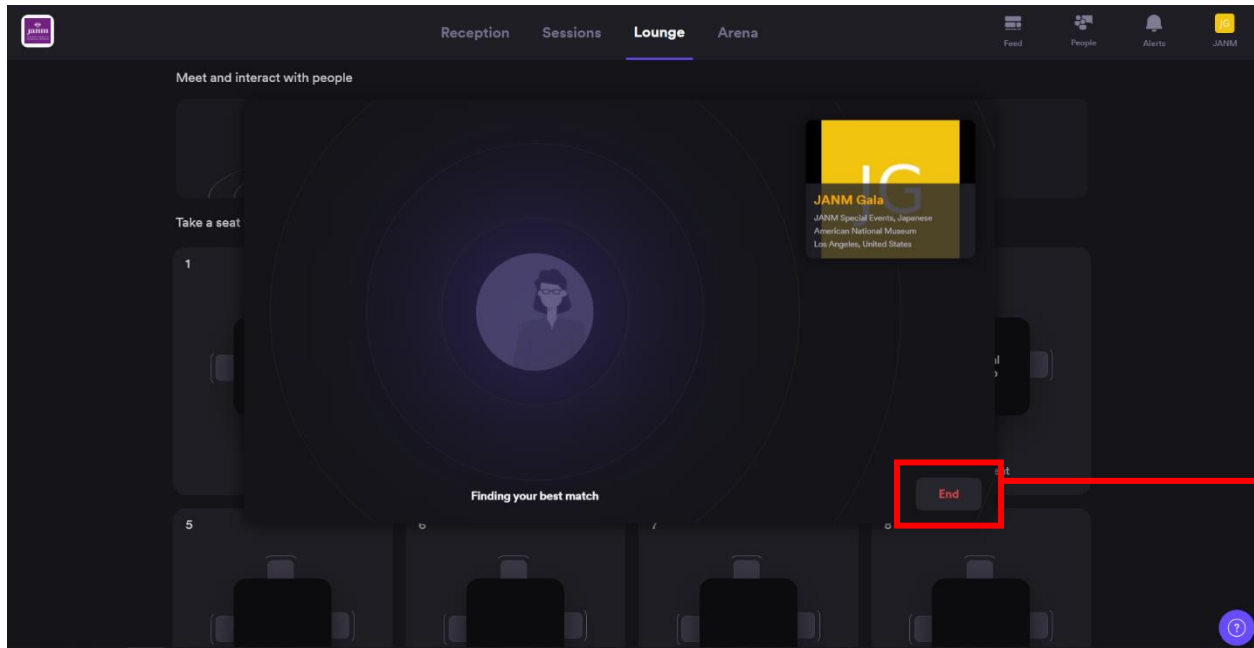 janm
Reception Sessions Lounge Arena
Feed People Alerts JG
JANM
Meet and interact with people
JG
JANM Gala
JANM Special Events, Japanese
American National Museum
Los Angeles, United States
Take a seat
1
Finding your best match
End
5 6 7 8
?